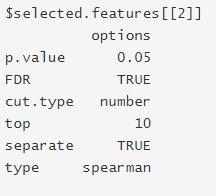 $selected.features[[2]]
options
p.value 0.05
FDR TRUE
cut.type number
top 10
separate TRUE
type spearman